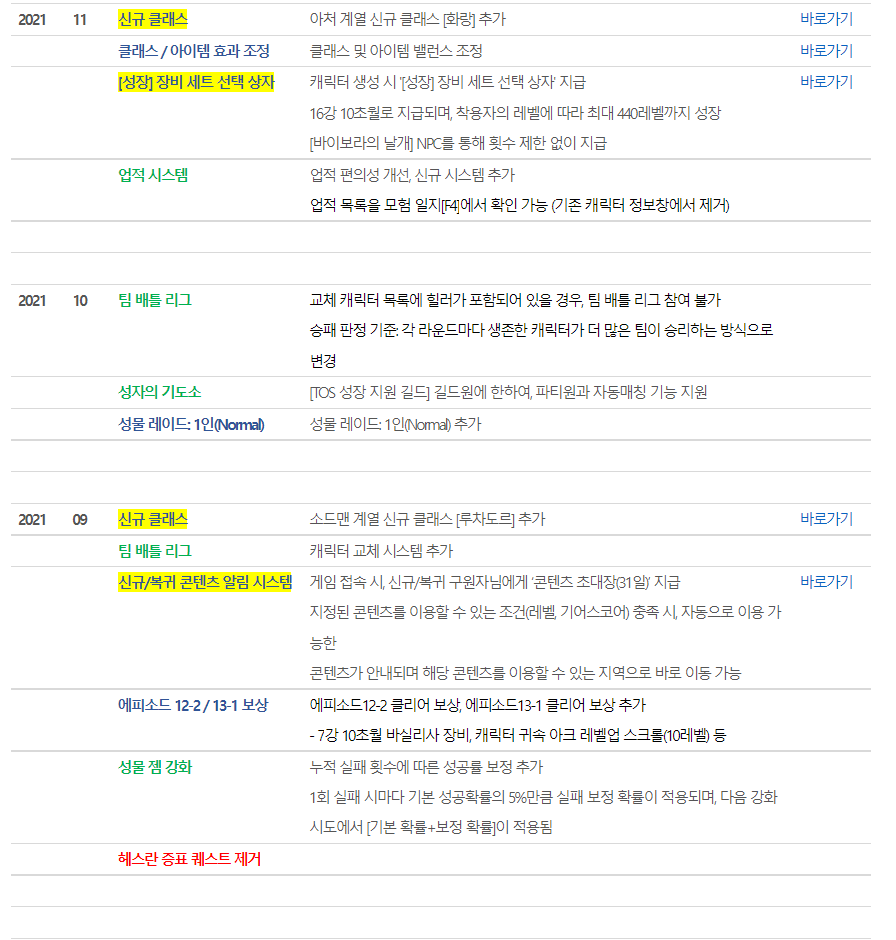 2021 11 신규 클래스 아처 계열 신규 클래스 [화랑] 추가 바로가기
클래스 / 아이템 효과 조정 클래스 및 아이템 밸런스 조정 바로가기
[성장] 장비 세트 선택 상자 캐릭터 생성 시 '[성장] 장비 세트 선택 상자' 지급 바로가기
16강 10초월로 지급되며, 착용자의 레벨에 따라 최대 440레벨까지 성장
[바이보라의 날개] NPC를 통해 횟수 제한 없이 지급
업적 시스템 업적 편의성 개선, 신규 시스템 추가
업적 목록을 모험 일지[F4]에서 확인 가능 (기존 캐릭터 정보창에서 제거)
2021 10 팀 배틀 리그 교체 캐릭터 목록에 힐러가 포함되어 있을 경우, 팀 배틀 리그 참여 불가
승패 판정 기준: 각 라운드마다 생존한 캐릭터가 더 많은 팀이 승리하는 방식으로
변경
성자의 기도소 [TOS 성장 지원 길드] 길드원에 한하여, 파티원과 자동매칭 기능 지원
성물 레이드: 1인(Normal) 성물 레이드: 1인(Normal) 추가
2021 09 신규 클래스 소드맨 계열 신규 클래스 [루차도르] 추가 바로가기
팀 배틀 리그 캐릭터 교체 시스템 추가
신규/복귀 콘텐츠 알림 시스템 게임 접속 시, 신규/복귀 구원자님에게 '콘텐츠 초대장(31일)' 지급 바로가기
지정된 콘텐츠를 이용할 수 있는 조건(레벨, 기어스코어) 충족 시, 자동으로 이용 가
능한
콘텐츠가 안내되며 해당 콘텐츠를 이용할 수 있는 지역으로 바로 이동 가능
에피소드 12-2 / 13-1 보상 에피소드12-2 클리어 보상, 에피소드13-1 클리어 보상 추가
- 7강 10초월 바실리사 장비, 캐릭터 귀속 아크 레벨업 스크롤(10레벨) 등
성물 젬 강화 누적 실패 횟수에 따른 성공률 보정 추가
1회 실패 시마다 기본 성공확률의 5%만큼 실패 보정 확률이 적용되며, 다음 강화
시도에서 [기본 확률+보정 확률]이 적용됨
헤스란 증표 퀘스트 제거